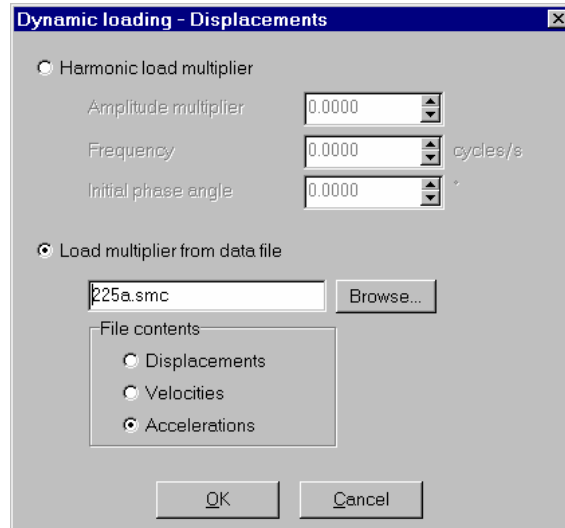 Dynamic loading - Displacements
Harmonic load multiplier
Amplitude multiplier 0.0000
Frequency 0.0000 cycles/s
Initial phase angle 0.0000 °
Load multiplier from data file
225a.smc Browse...
File contents
Displacements
Velocities
Accelerations
OK Cancel